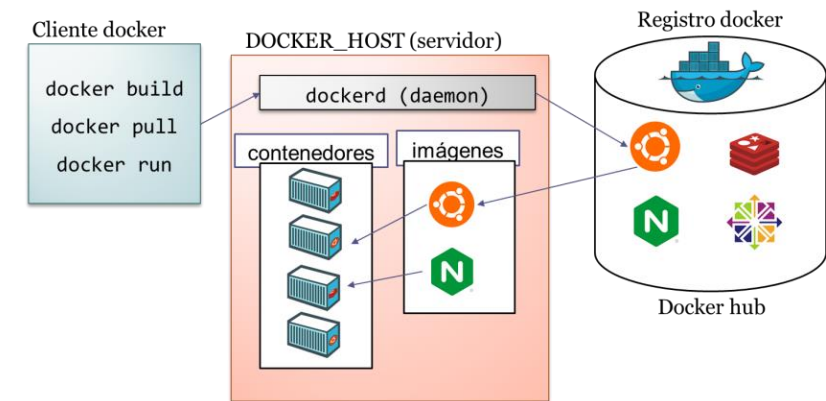 Cliente docker
docker build
docker pull
docker run
DOCKER_HOST (servidor)
dockerd (daemon)
contenedores
imágenes
Registro docker
N
N
Docker hub